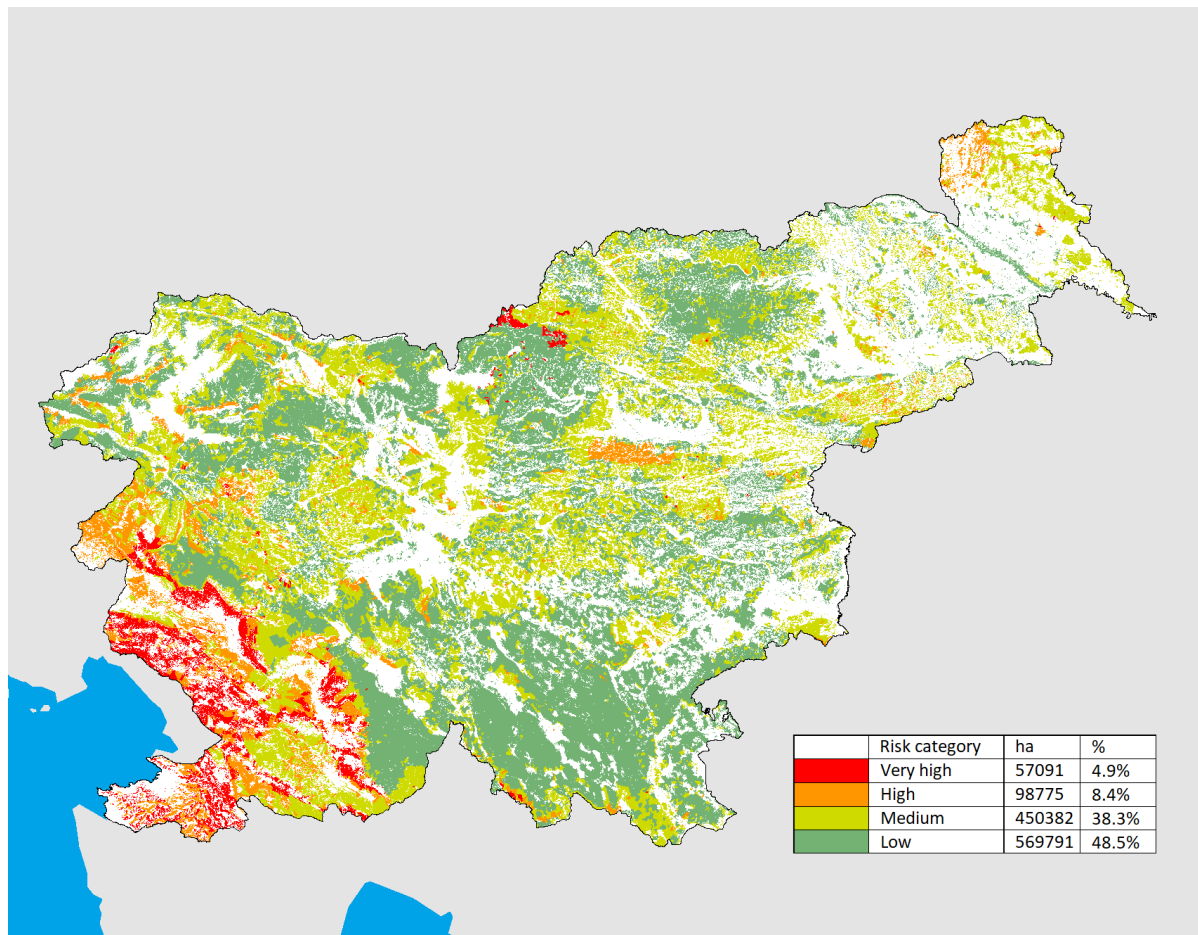 Risk category ha %
Very high 57091 4.9%
High 98775 8.4%
Medium 450382 38.3%
Low 569791 48.5%